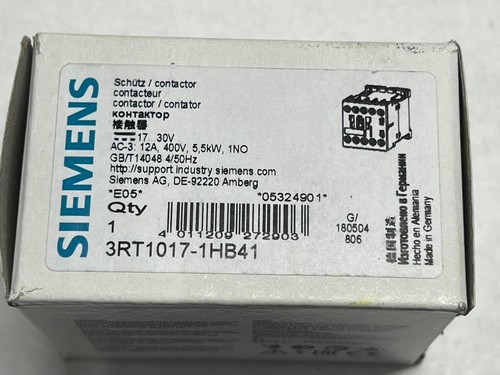 SIEMENS
Schütz / contactor
contacteur
contactor / contator
контактор
接触器
17...30V
AC-3: 12A, 400V, 5,5kW, 1NO
GB/T14048 4/50Hz
http://support.industry siemens.com
Siemens AG, DE-92220 Amberg
*E05*
*05324901*
Qty
1
4 011209 272903
3RT1017-1HB41
G/
180504
806
德国制造
Изготовлено в Германии
Hecho en Alemania
Made in Germany